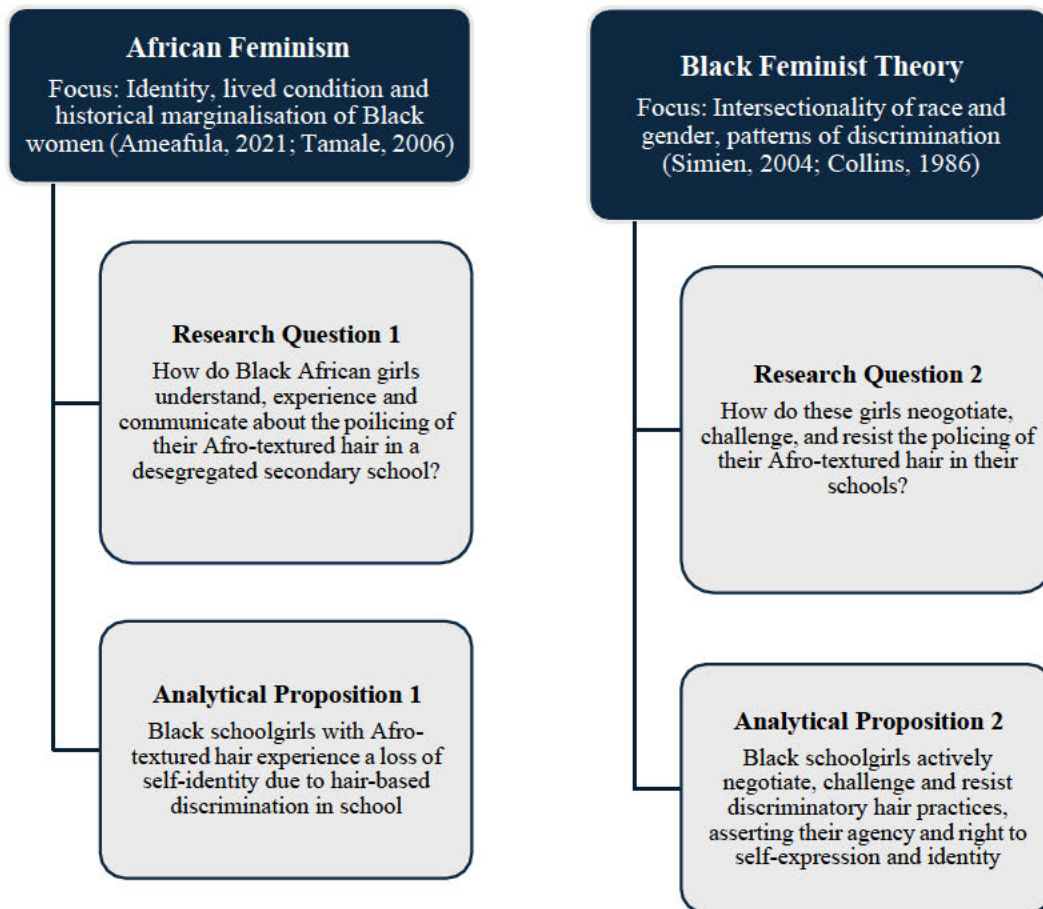 African Feminism
Focus: Identity, lived condition and
historical marginalisation of Black
women (Ameafula, 2021; Tamale, 2006)
Research Question 1
How do Black African girls
understand, experience and
communicate about the poilicing of
their Afro-textured hair in a
desegregated secondary school?
Analytical Proposition 1
Black schoolgirls with Afro-
textured hair experience a loss of
self-identity due to hair-based
discrimination in school
Black Feminist Theory
Focus: Intersectionality of race and
gender, patterns of discrimination
(Simien, 2004; Collins, 1986)
Research Question 2
How do these girls neogotiate,
challenge, and resist the policing of
their Afro-textured hair in their
schools?
Analytical Proposition 2
Black schoolgirls actively
negotiate, challenge and resist
discriminatory hair practices,
asserting their agency and right to
self-expression and identity